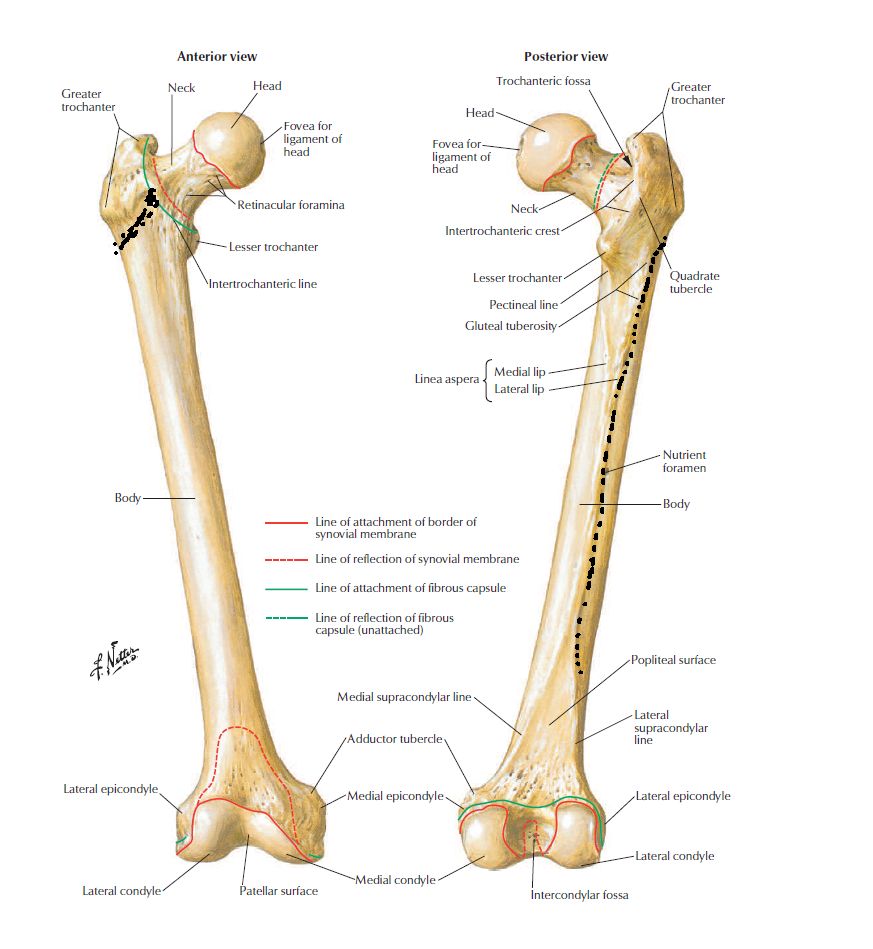 Anterior view
Greater
trochanter
Neck
Head
Fovea for
ligament of
head
Retinacular foramina
Lesser trochanter
Intertrochanteric line
Body
Lateral epicondyle
Lateral condyle
Patellar surface
Posterior view
Trochanteric fossa
Greater
trochanter
Head
Fovea for
ligament of
head
Neck
Intertrochanteric crest
Lesser trochanter
Pectineal line
Gluteal tuberosity
Quadrate
tubercle
Linea aspera
Medial lip
Lateral lip
Nutrient
foramen
Body
Line of attachment of border of
synovial membrane
Line of reflection of synovial membrane
Line of attachment of fibrous capsule
Line of reflection of fibrous
capsule (unattached)
F. Netter
M.D.
Popliteal surface
Medial supracondylar line
Lateral
supracondylar
line
Adductor tubercle
Medial epicondyle
Lateral epicondyle
Medial condyle
Lateral condyle
Intercondylar fossa